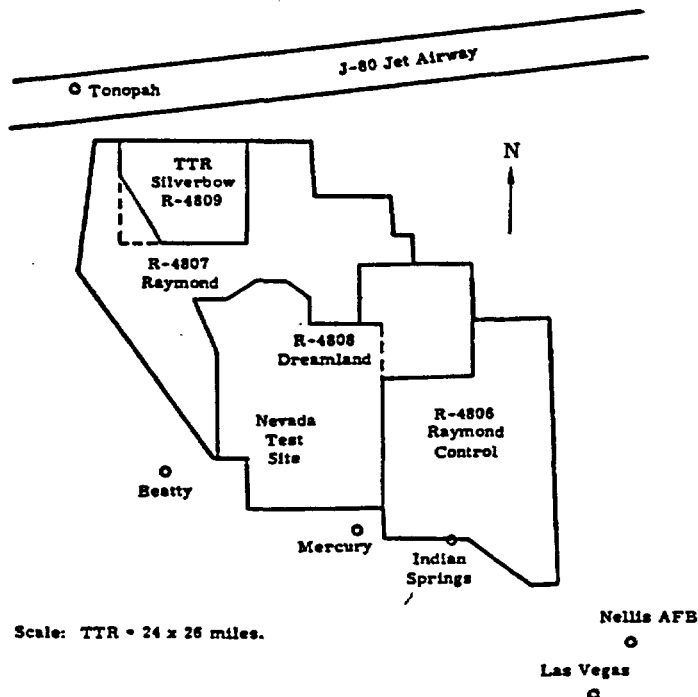 J-80 Jet Airway
Tonopah
N
TTR
Silverbow
R-4809
R-4807
Raymond
R-4808
Dreamland
Nevada
Test
Site
R-4806
Raymond
Control
Beatty
Mercury
Indian
Springs
Scale: TTR = 24 x 26 miles.
Nellis AFB
Las Vegas